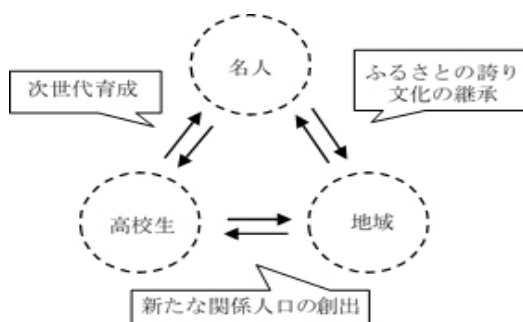 名人
次世代育成
ふるさとの誇り
文化の継承
高校生
地域
新たな関係人口の創出